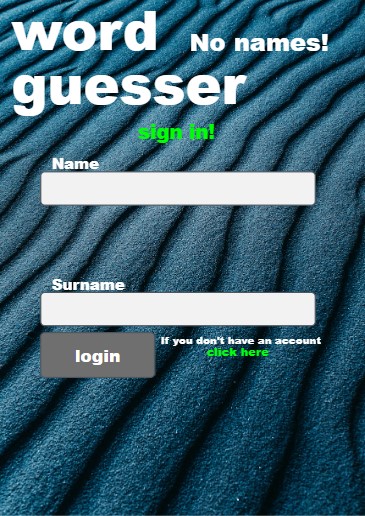 word
No names!
guesser
sign in!
Name
Surname
login
If you don't have an account
click here